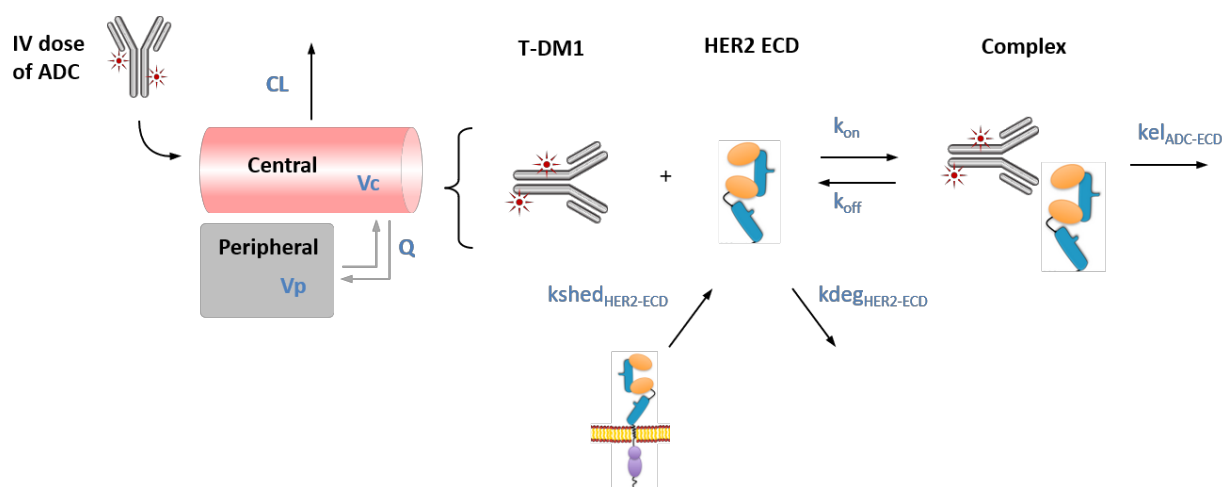 IV dose
of ADC
CL
T-DM1
HER2 ECD
Complex
Central
Vc
Peripheral
Vp
Q
+
kon
koff
kelADC-ECD
kshedHER2-ECD
kdegHER2-ECD